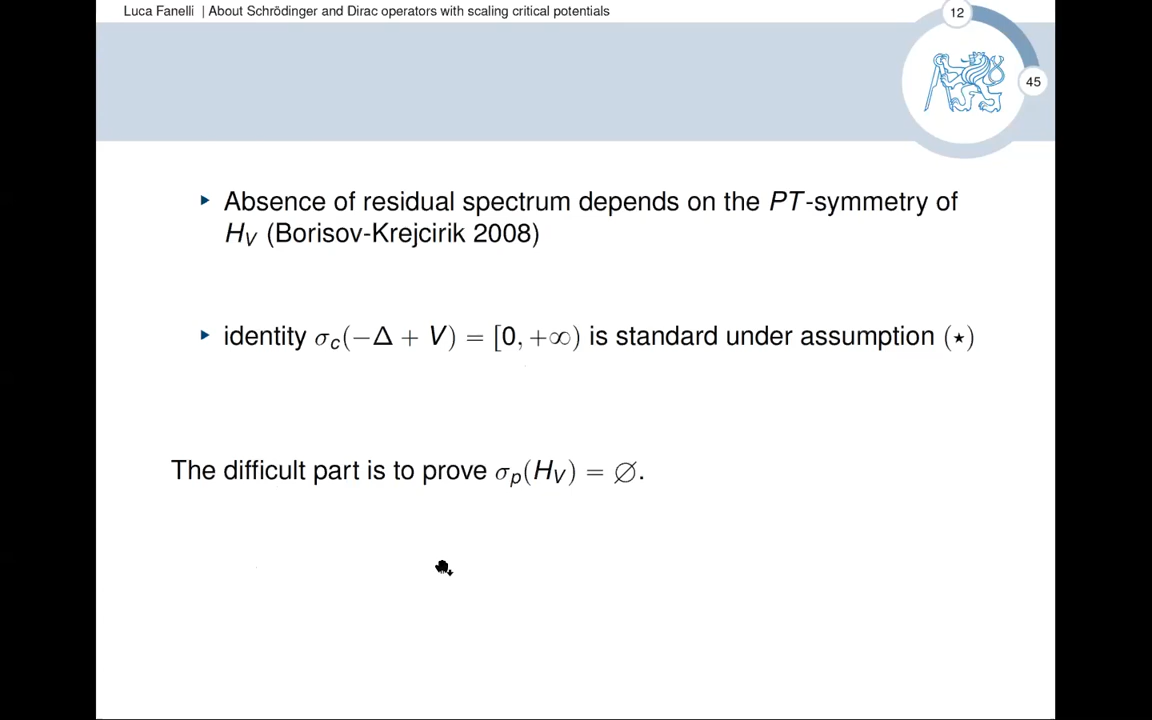 Luca Fanelli | About Schrödinger and Dirac operators with scaling critical potentials
12
45
▸ Absence of residual spectrum depends on the PT-symmetry of
H_V (Borisov-Krejcirik 2008)
▸ identity σ_c(−Δ + V) = [0, +∞) is standard under assumption (⋆)
The difficult part is to prove σ_p(H_V) = ∅.